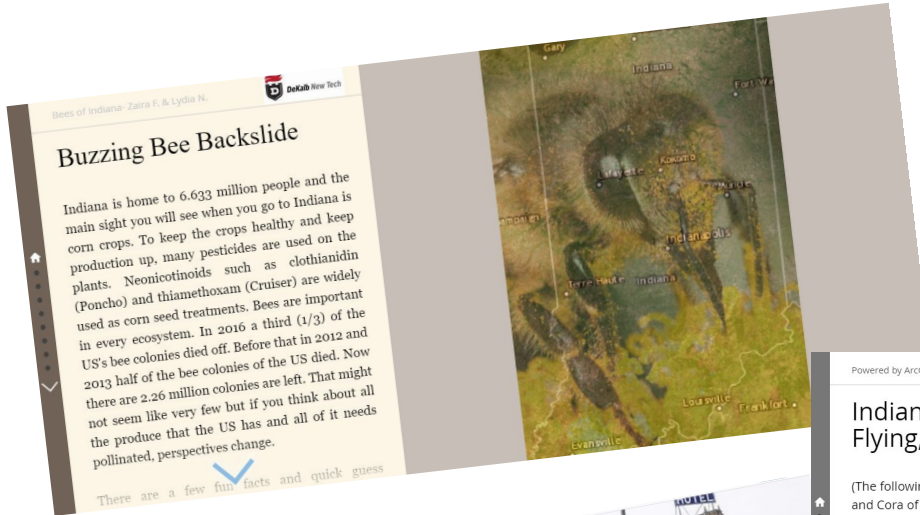 Bees of Indiana- Zaira F. & Lydia N.
DeKalb New Tech
Buzzing Bee Backslide
Indiana is home to 6.633 million people and the
main sight you will see when you go to Indiana is
corn crops. To keep the crops healthy and keep
production up, many pesticides are used on the
plants. Neonicotinoids such as clothianidin
(Poncho) and thiamethoxam (Cruiser) are widely
used as corn seed treatments. Bees are important
in every ecosystem. In 2016 a third (1/3) of the
US's bee colonies died off. Before that in 2012 and
2013 half of the bee colonies of the US died. Now
there are 2.26 million colonies are left. That might
not seem like very few but if you think about all
the produce that the US has and all of it needs
pollinated, perspectives change.
There are a few fun facts and quick guess
Gary
Indiana
Fort Wa
Kokomo
Lafayette
Muncie
mpaign
Indianapolis
Terre Haute
Indiana
Louisville
Frankfort
Evansville
HOTEL
Powered by Arc
Indian
Flying,
(The followin
and Cora of